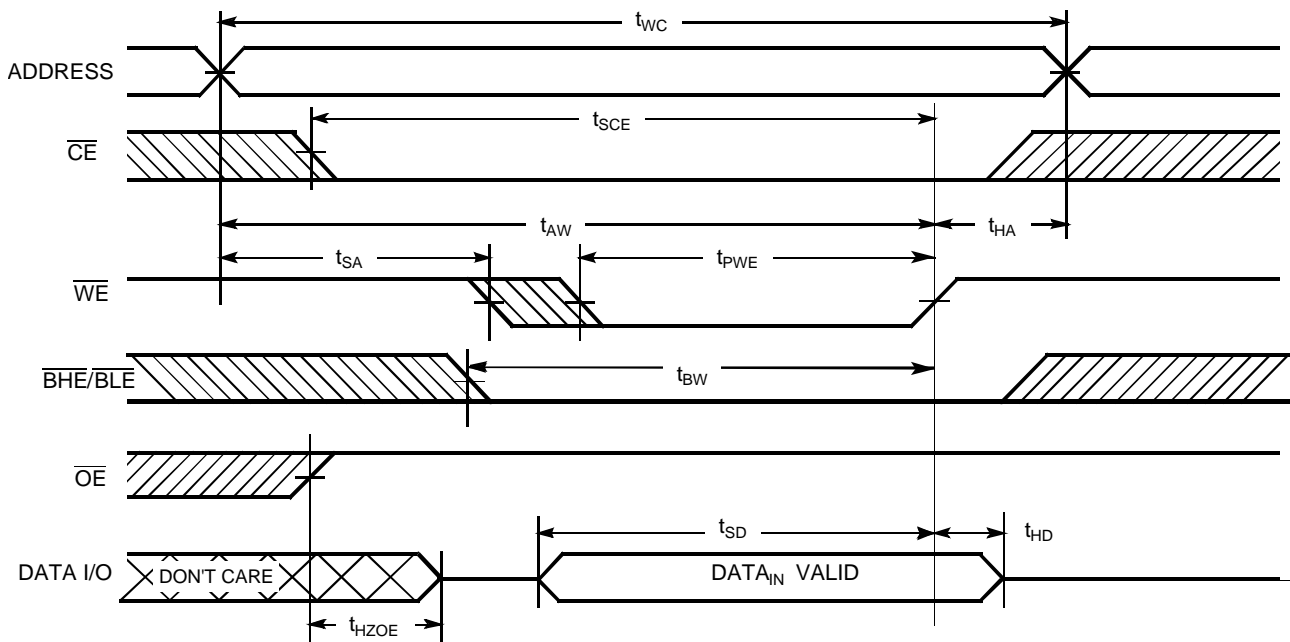 tWC
ADDRESS
tSCE
CE
tAW
tHA
tSA
tPWE
WE
BHE/BLE
tBW
OE
tSD
tHD
DATA I/O
DON'T CARE
DATAIN VALID
tHZOE